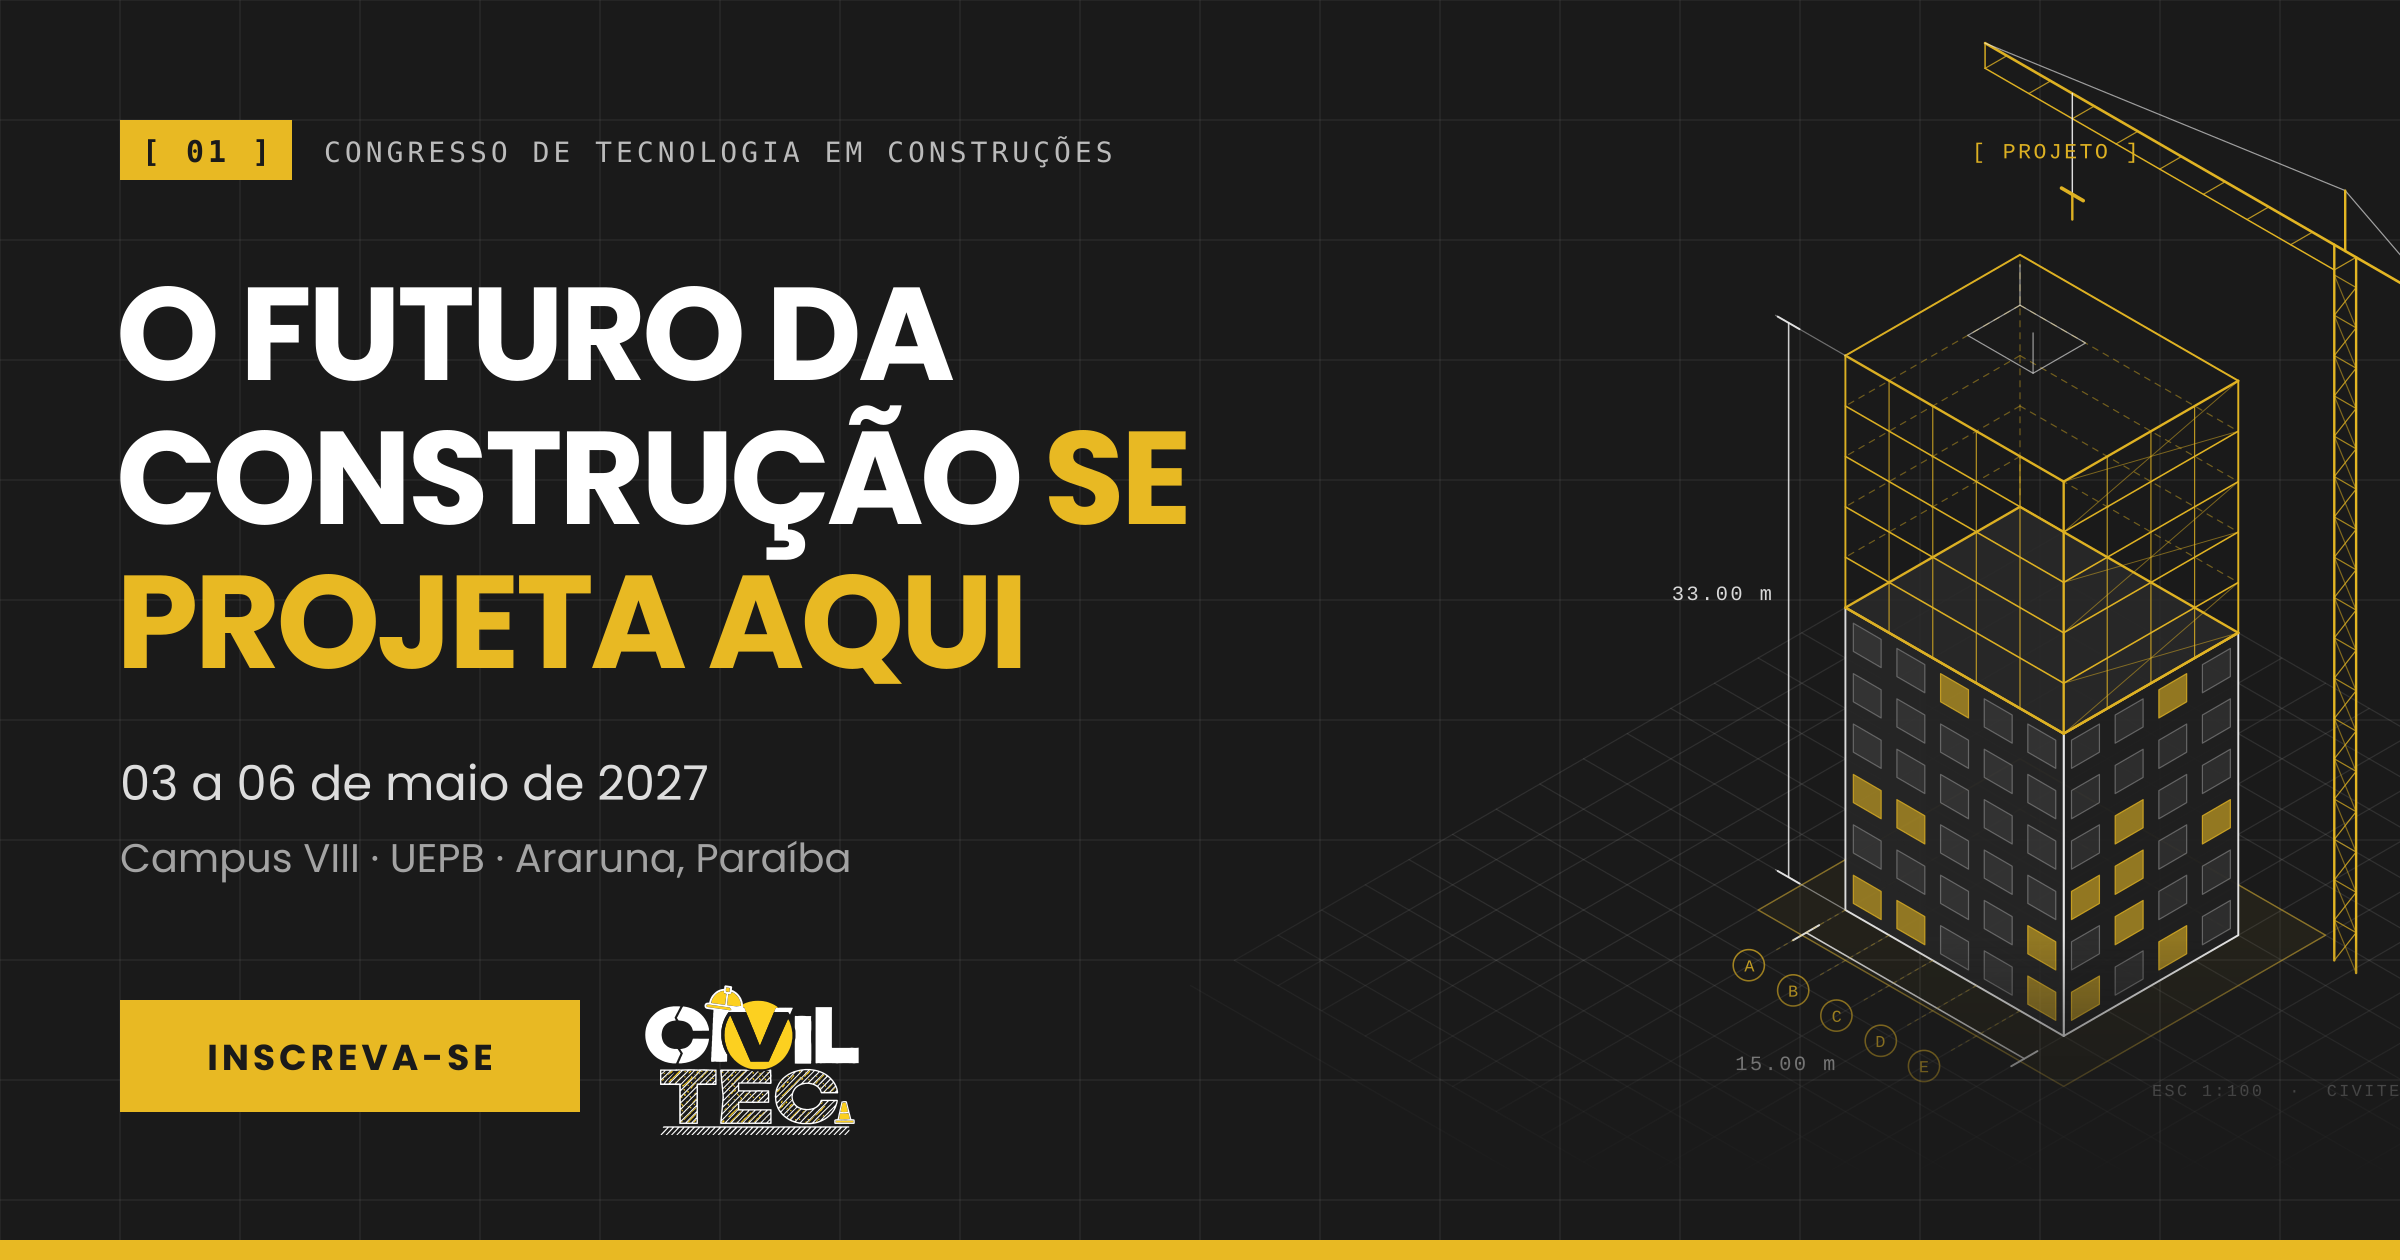 [ 01 ] CONGRESSO DE TECNOLOGIA EM CONSTRUÇÕES
[ PROJETO ]
O FUTURO DA
CONSTRUÇÃO SE
PROJETA AQUI
33.00 m
03 a 06 de maio de 2027
Campus VIII · UEPB · Araruna, Paraíba
A
B
C
D
E
15.00 m
ESC 1:100 · CIVITE
INSCREVA-SE
CIVIL
TEC